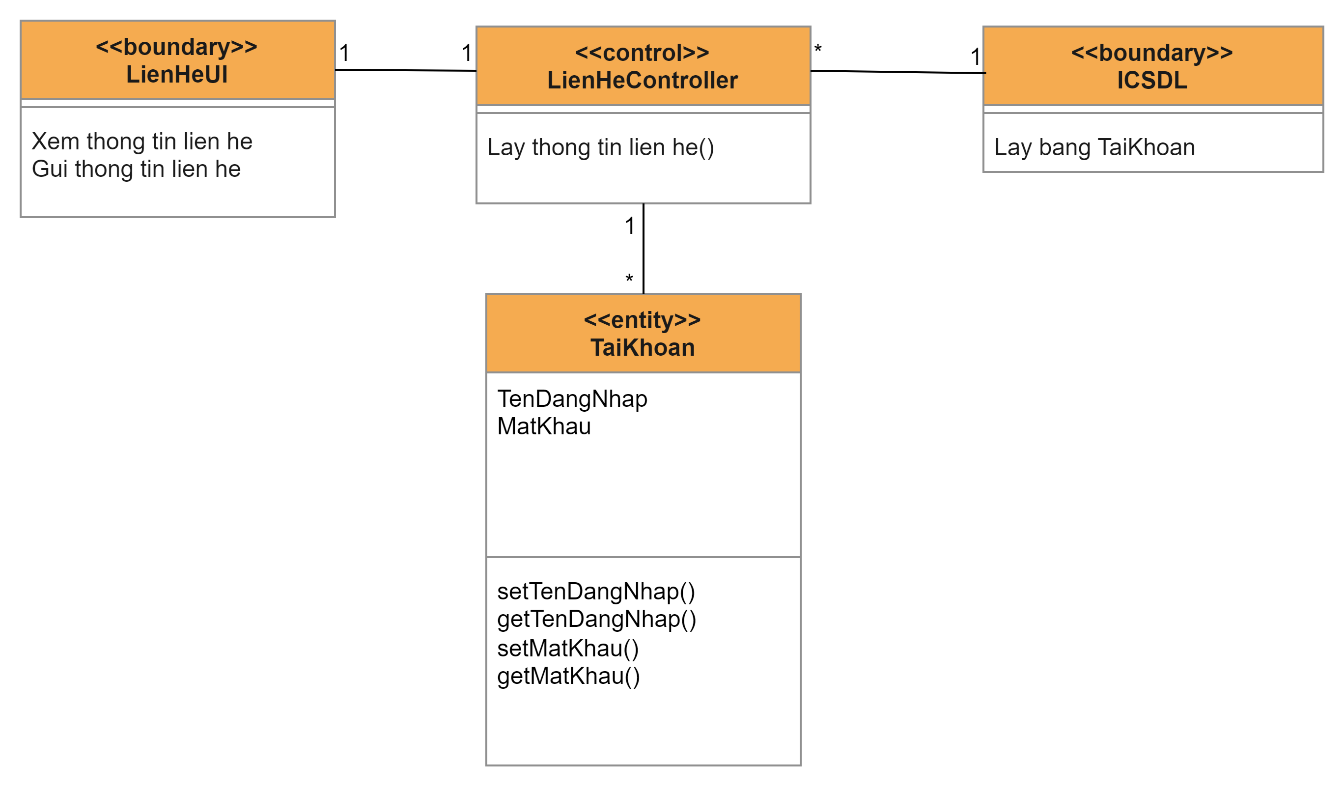 <<boundary>>
LienHeUI
Xem thong tin lien he
Gui thong tin lien he
1
1
<<control>>
LienHeController
Lay thong tin lien he()
*
1
<<boundary>>
ICSDL
Lay bang TaiKhoan
1
*
<<entity>>
TaiKhoan
TenDangNhap
MatKhau
setTenDangNhap()
getTenDangNhap()
setMatKhau()
getMatKhau()